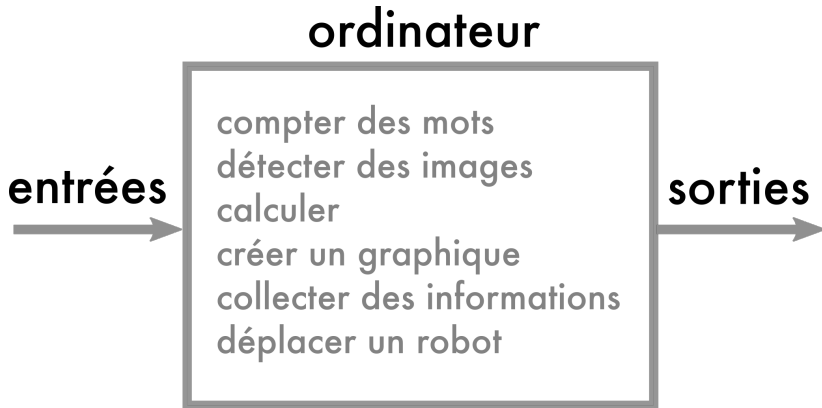 ordinateur
entrées
compter des mots
détecter des images
calculer
créer un graphique
collecter des informations
déplacer un robot
sorties